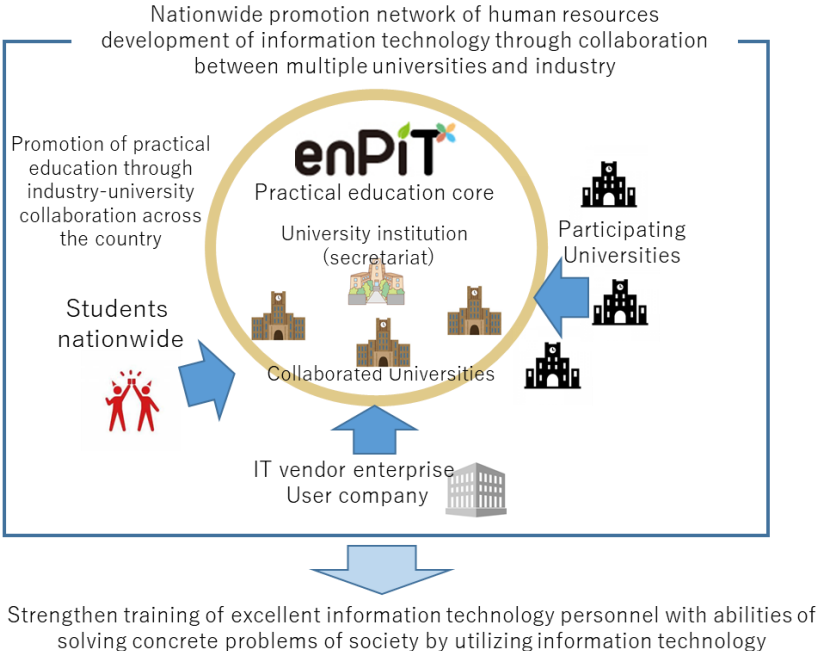 Nationwide promotion network of human resources
development of information technology through collaboration
between multiple universities and industry
Promotion of practical
education through
industry-university
collaboration across
the country
enPiT
Practical education core
University institution
(secretariat)
Participating
Universities
Students
nationwide
Collaborated Universities
IT vendor enterprise
User company
Strengthen training of excellent information technology personnel with abilities of
solving concrete problems of society by utilizing information technology